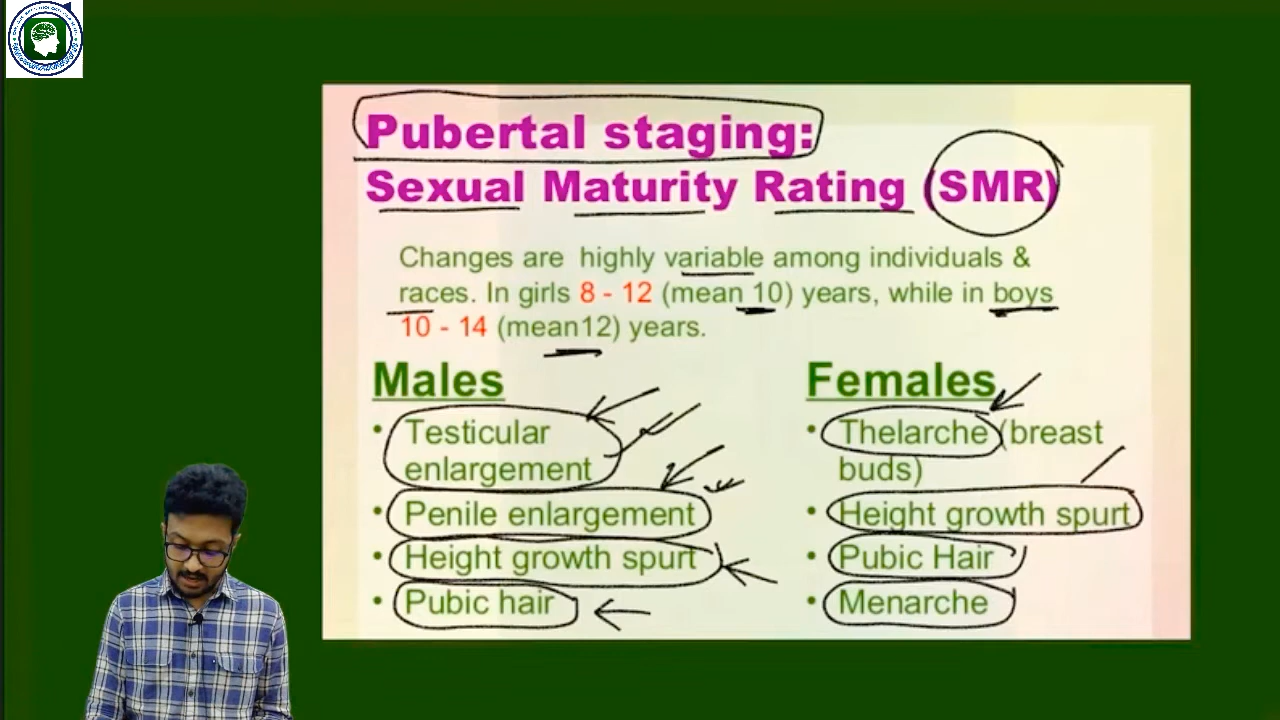 Pubertal staging:
Sexual Maturity Rating (SMR)
Changes are highly variable among individuals &
races. In girls 8 - 12 (mean 10) years, while in boys
10 - 14 (mean12) years.
Males
• Testicular
enlargement
• Penile enlargement
• Height growth spurt
• Pubic hair
Females
• Thelarche (breast
buds)
• Height growth spurt
• Pubic Hair
• Menarche